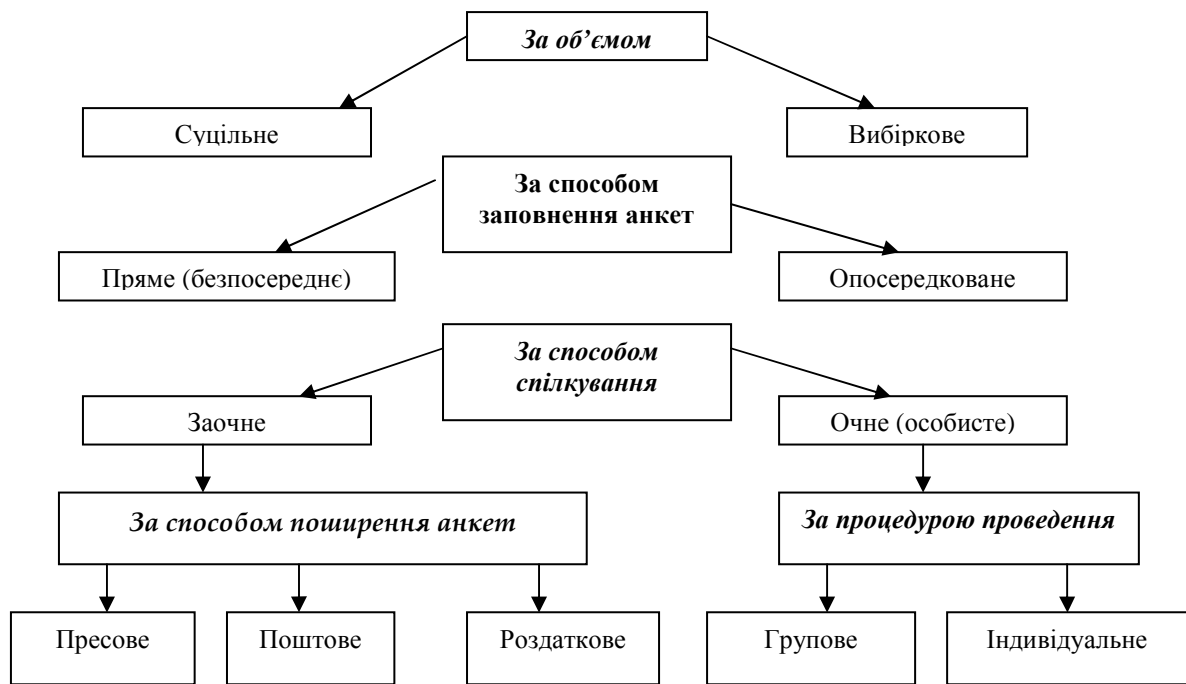 За об’ємом
Суцільне
Вибіркове
За способом
заповнення анкет
Пряме (безпосереднє)
Опосередковане
За способом
спілкування
Заочне
Очне (особисте)
За способом поширення анкет
За процедурою проведення
Пресове
Поштове
Роздаткове
Групове
Індивідуальне